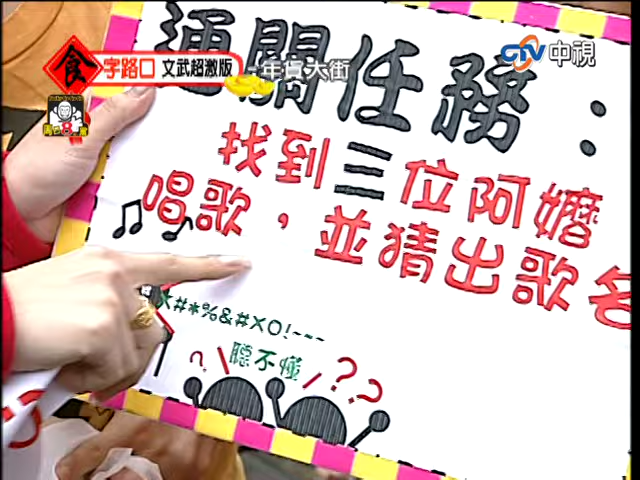 食字路口 文武超激版 年貨大街
CTV中視
過關任務：
找到三位阿嬤
唱歌，並猜出歌名
X#*%&#XO!~~~
聽不懂
? \ / ??